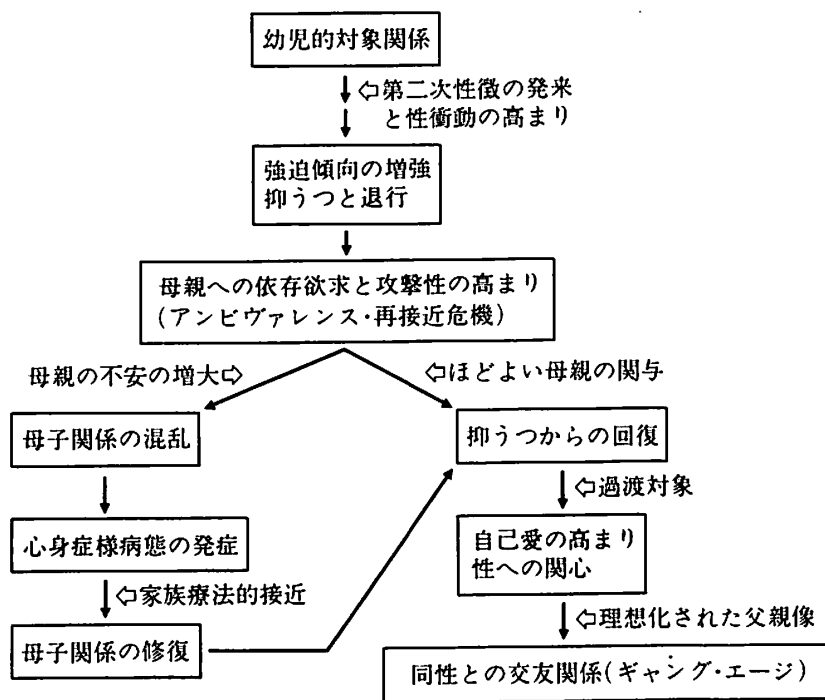 幼児的対象関係
⇦第二次性徴の発来
と性衝動の高まり
強迫傾向の増強
抑うつと退行
母親への依存欲求と攻撃性の高まり
(アンビヴァレンス・再接近危機)
母親の不安の増大⇨
⇦ほどよい母親の関与
母子関係の混乱
抑うつからの回復
⇦過渡対象
心身症様病態の発症
自己愛の高まり
性への関心
⇦家族療法的接近
⇦理想化された父親像
母子関係の修復
同性との交友関係(ギャング・エージ)